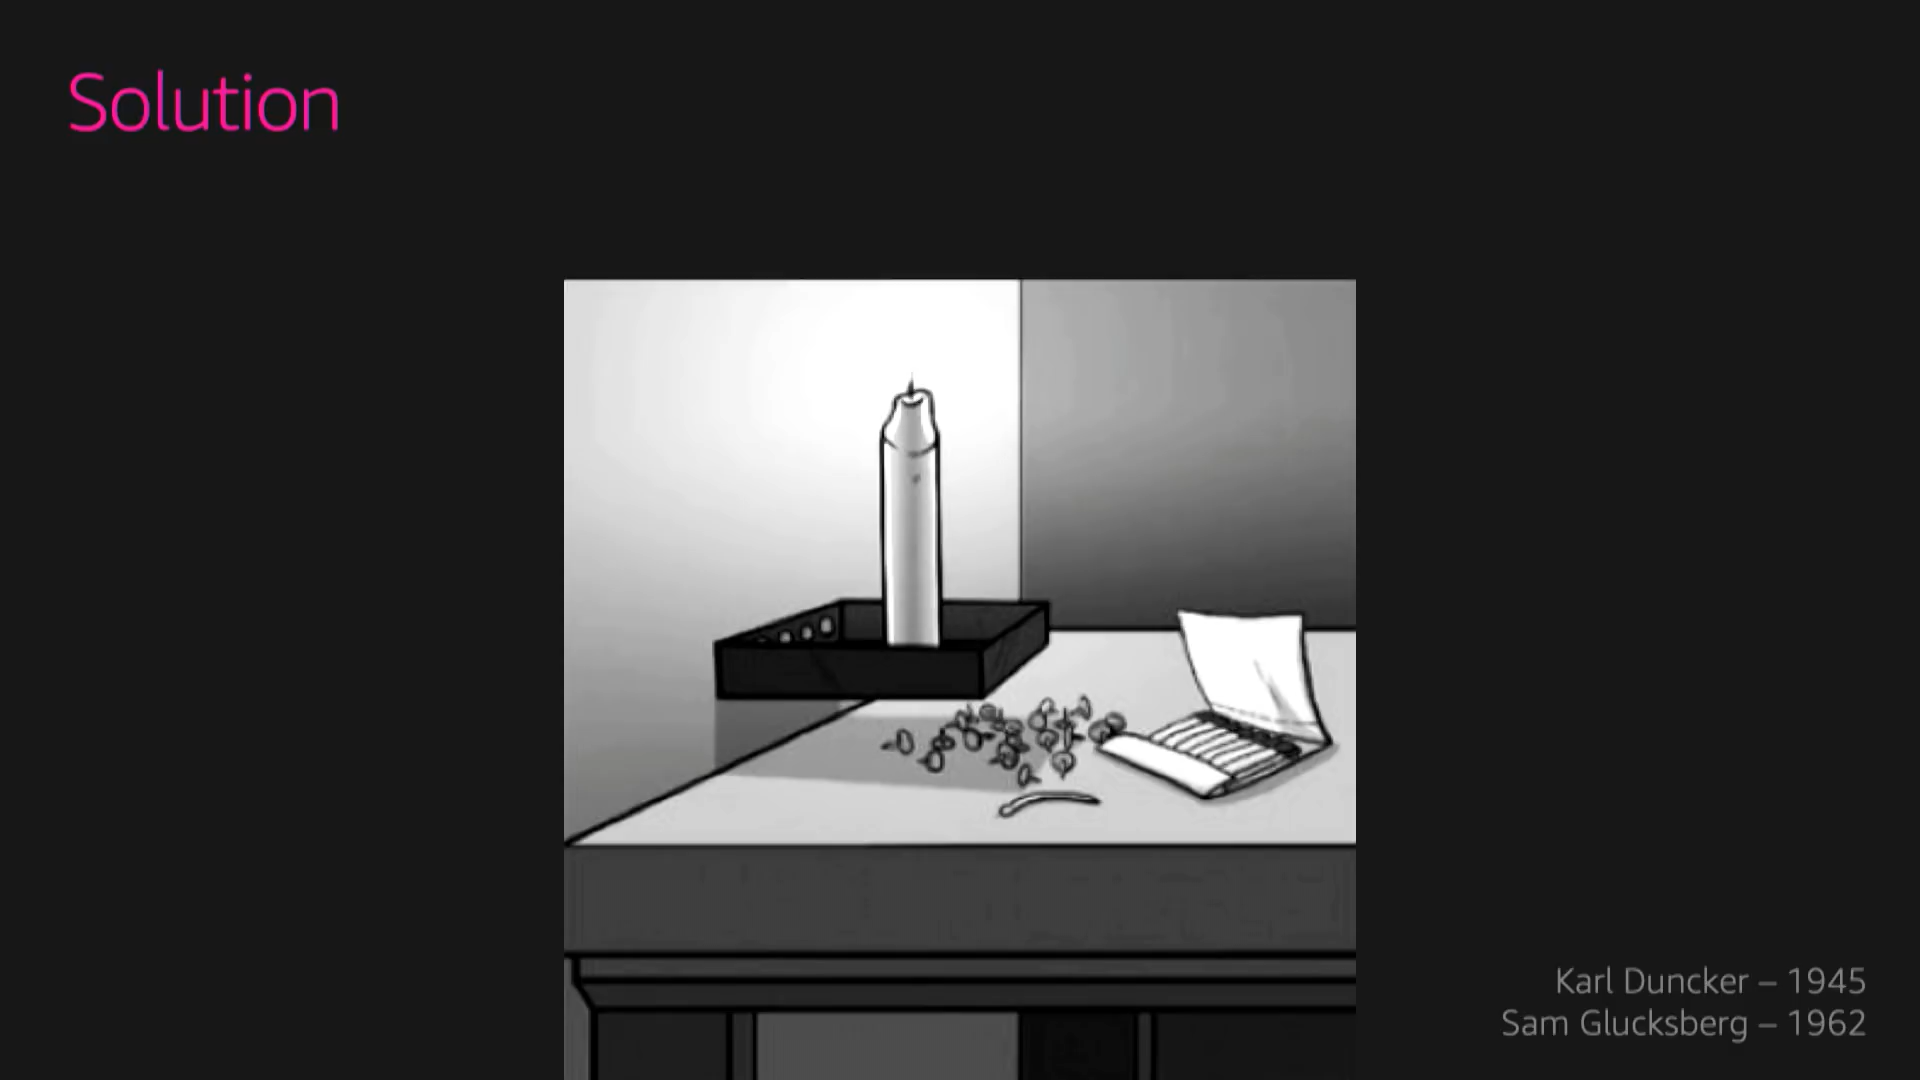 Solution
Karl Duncker – 1945
Sam Glucksberg – 1962